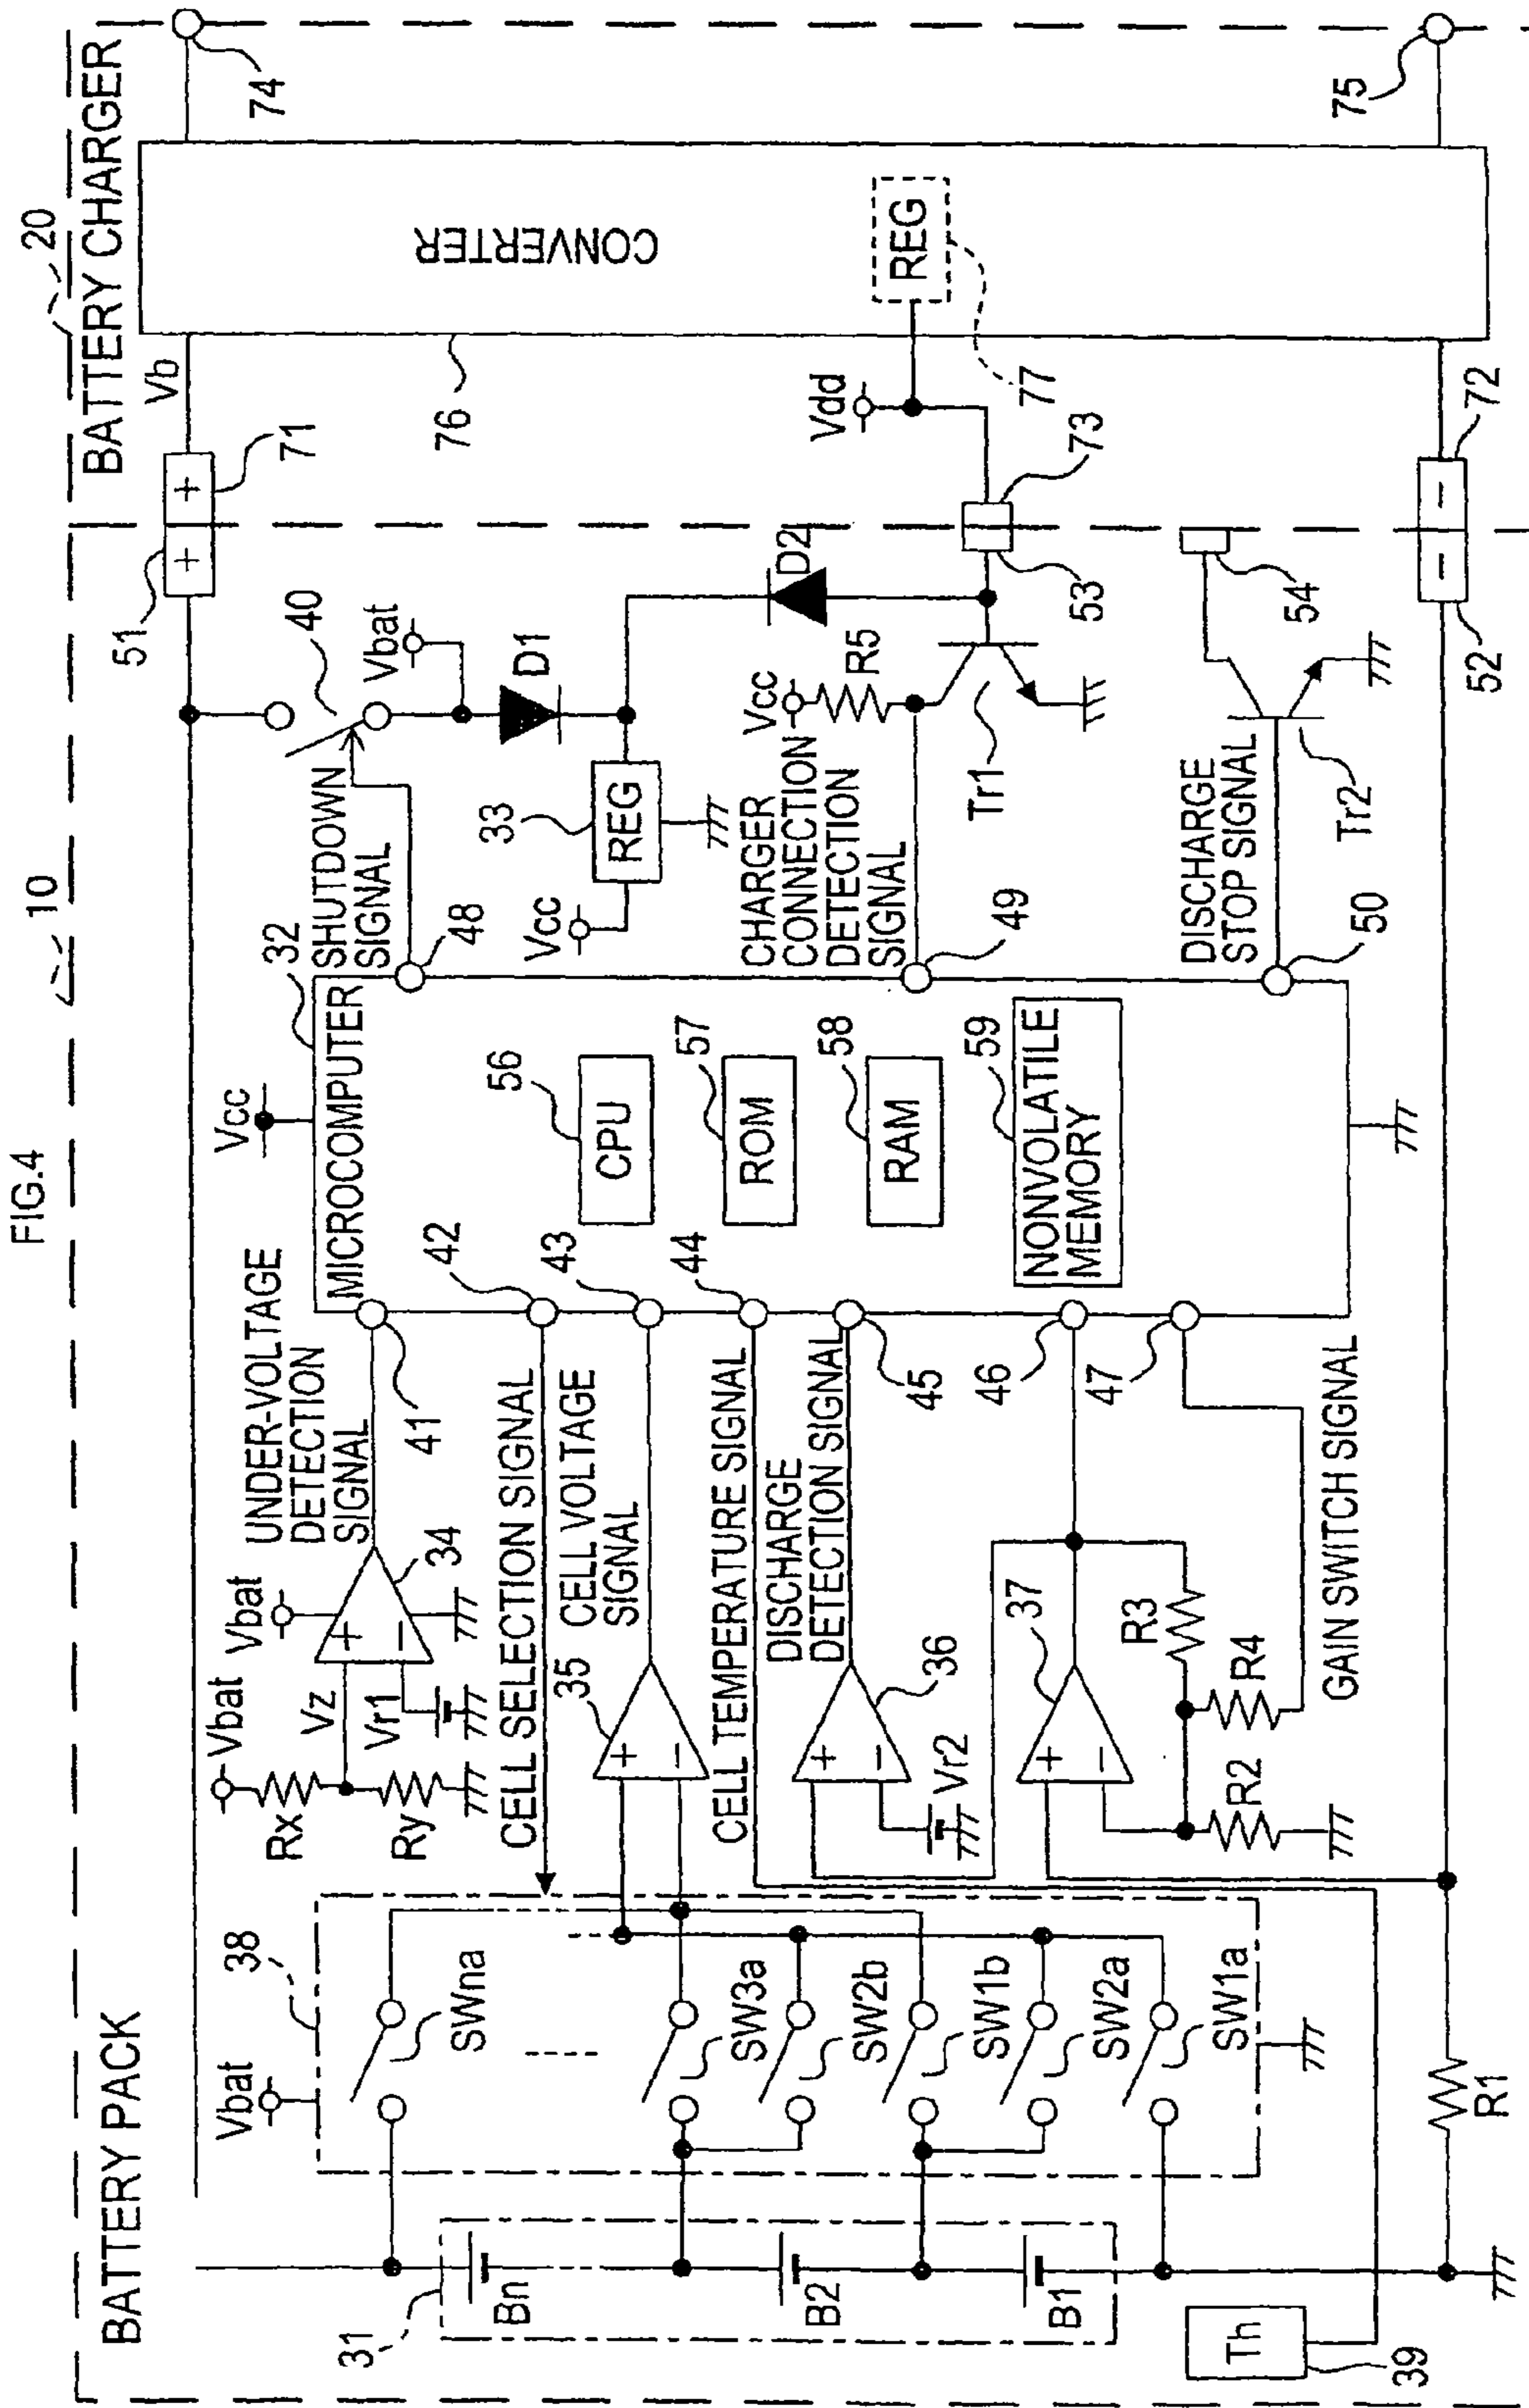 FIG.4
10
20
BATTERY PACK
BATTERY CHARGER
Vb
51
+
+
71
74
38
Vbat
SWna
SW3a
SW2b
SW1b
SW2a
SW1a
31
Bn
B2
B1
Th
39
R1
Vbat
Rx
Ry
Vz
Vr1
Vbat
+
−
34
UNDER-VOLTAGE
DETECTION
SIGNAL
41
CELL SELECTION SIGNAL
42
35
+
−
CELL VOLTAGE
SIGNAL
43
CELL TEMPERATURE SIGNAL
44
DISCHARGE
DETECTION SIGNAL
45
+
−
36
Vr2
37
+
−
46
47
R3
R4
R2
GAIN SWITCH SIGNAL
Vcc
32
MICROCOMPUTER
56
CPU
57
ROM
58
RAM
59
NONVOLATILE
MEMORY
SHUTDOWN
SIGNAL
48
40
Vbat
D1
33
REG
Vcc
D2
CHARGER
CONNECTION
DETECTION
SIGNAL
49
Vcc
R5
Tr1
53
73
Vdd
DISCHARGE
STOP SIGNAL
50
Tr2
54
52
−
−
72
76
CONVERTER
REG
77
75